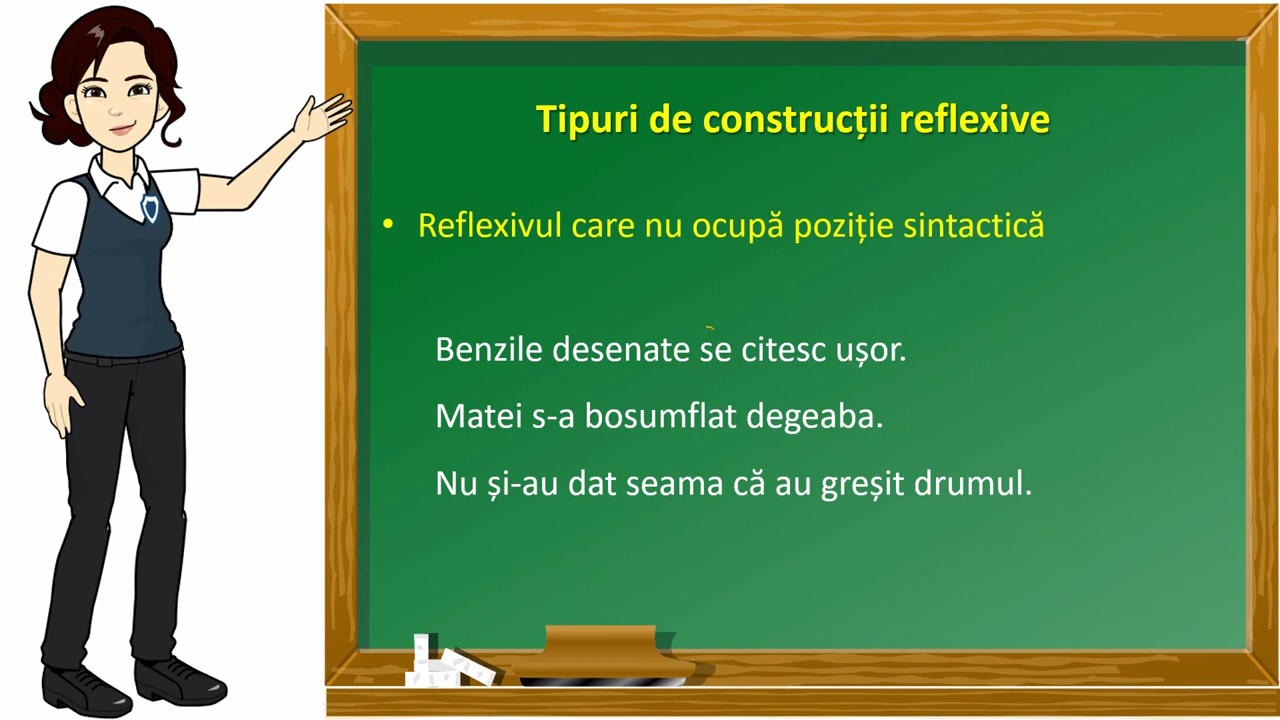 Tipuri de construcții reflexive
• Reflexivul care nu ocupă poziție sintactică
Benzile desenate se citesc ușor.
Matei s-a bosumflat degeaba.
Nu și-au dat seama că au greșit drumul.